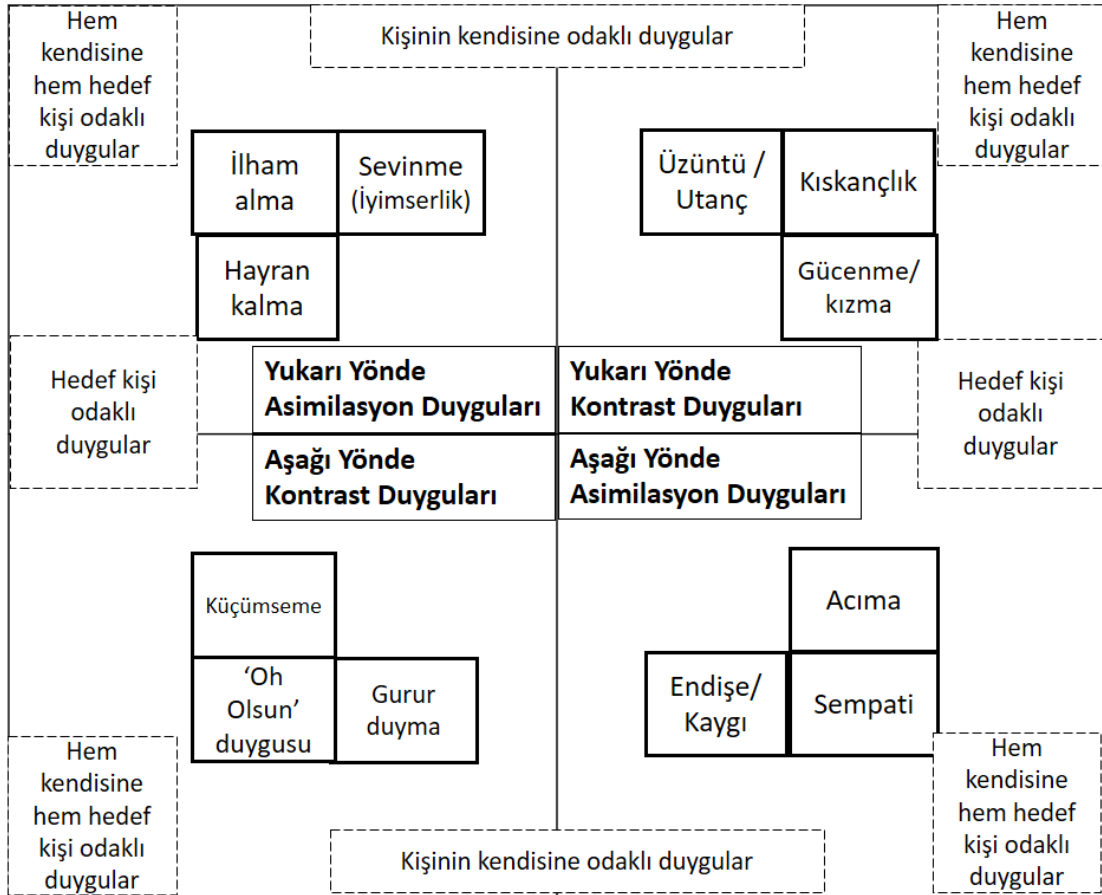 Hem
kendisine
hem hedef
kişi odaklı
duygular
Kişinin kendisine odaklı duygular
Hem
kendisine
hem hedef
kişi odaklı
duygular
İlham
alma
Sevinme
(İyimserlik)
Üzüntü /
Utanç
Kıskançlık
Hayran
kalma
Gücenme/
kızma
Hedef kişi
odaklı
duygular
Yukarı Yönde
Asimilasyon Duyguları
Yukarı Yönde
Kontrast Duyguları
Hedef kişi
odaklı
duygular
Aşağı Yönde
Kontrast Duyguları
Aşağı Yönde
Asimilasyon Duyguları
Küçümseme
Acıma
‘Oh
Olsun’
duygusu
Gurur
duyma
Endişe/
Kaygı
Sempati
Hem
kendisine
hem hedef
kişi odaklı
duygular
Kişinin kendisine odaklı duygular
Hem
kendisine
hem hedef
kişi odaklı
duygular